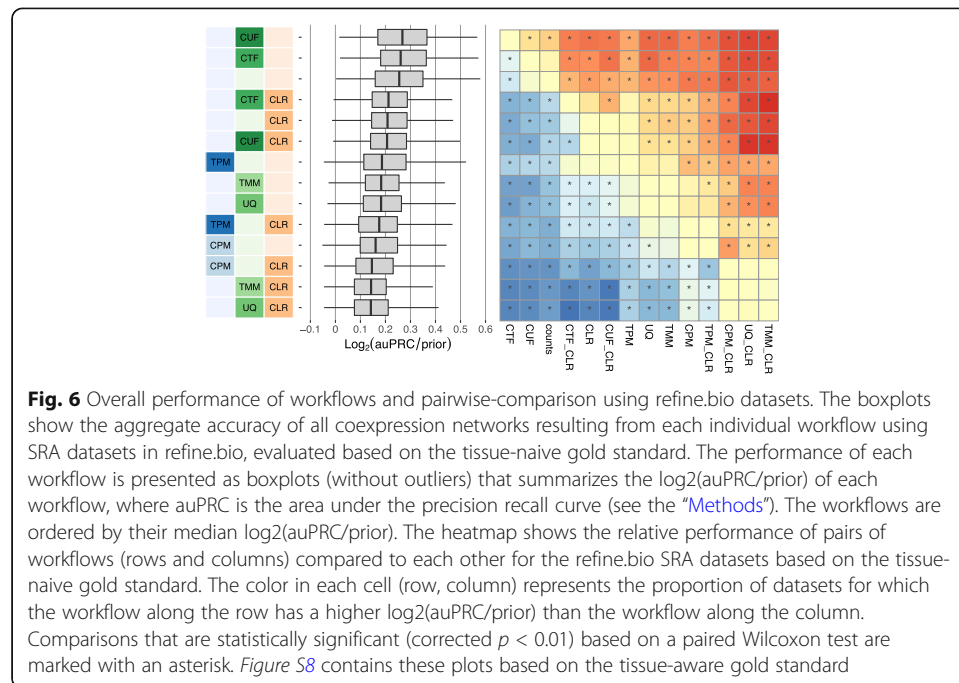 CUF -
CTF -
-
CTF CLR -
CLR -
CUF CLR -
TPM -
TMM -
UQ -
TPM CLR -
CPM -
CPM CLR -
TMM CLR -
UQ CLR -
-0.1 0 0.1 0.2 0.3 0.4 0.5 0.6
Log2(auPRC/prior)
CTF
CUF
counts
CTF_CLR
CLR
CUF_CLR
TPM
UQ
TMM
CPM
TPM_CLR
CPM_CLR
UQ_CLR
TMM_CLR
Fig. 6 Overall performance of workflows and pairwise-comparison using refine.bio datasets. The boxplots
show the aggregate accuracy of all coexpression networks resulting from each individual workflow using
SRA datasets in refine.bio, evaluated based on the tissue-naive gold standard. The performance of each
workflow is presented as boxplots (without outliers) that summarizes the log2(auPRC/prior) of each
workflow, where auPRC is the area under the precision recall curve (see the “Methods”). The workflows are
ordered by their median log2(auPRC/prior). The heatmap shows the relative performance of pairs of
workflows (rows and columns) compared to each other for the refine.bio SRA datasets based on the tissue-
naive gold standard. The color in each cell (row, column) represents the proportion of datasets for which
the workflow along the row has a higher log2(auPRC/prior) than the workflow along the column.
Comparisons that are statistically significant (corrected p < 0.01) based on a paired Wilcoxon test are
marked with an asterisk. Figure S8 contains these plots based on the tissue-aware gold standard